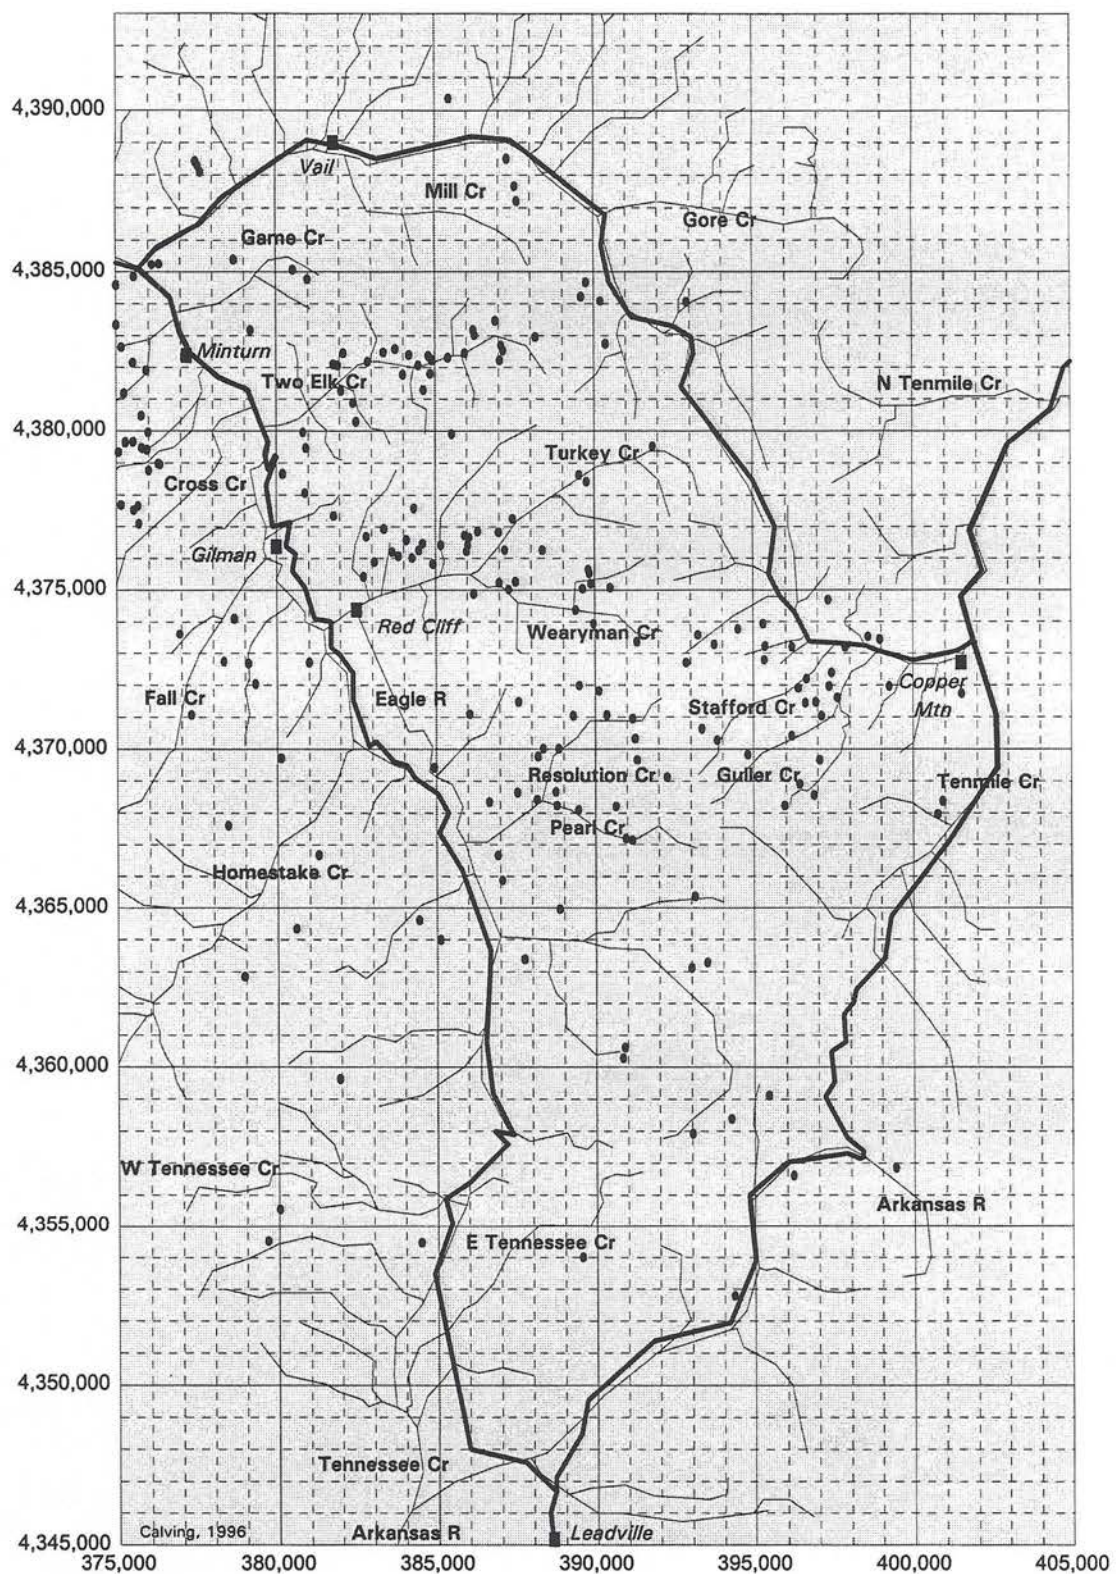 4,390,000
Vail
Mill Cr
Gore Cr
Game Cr
4,385,000
Minturn
Two Elk Cr
N Tenmile Cr
4,380,000
Turkey Cr
Cross Cr
Gilman
4,375,000
Red Cliff
Wearyman Cr
Fall Cr
Eagle R
Stafford Cr
Copper
Mtn
4,370,000
Resolution Cr
Guller Cr
Tenmile Cr
Pearl Cr
Homestake Cr
4,365,000
4,360,000
W Tennessee Cr
Arkansas R
4,355,000
E Tennessee Cr
4,350,000
Tennessee Cr
Calving, 1996
Arkansas R
Leadville
4,345,000
375,000 380,000 385,000 390,000 395,000 400,000 405,000